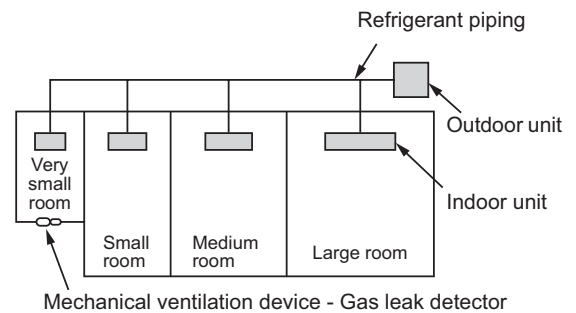 Refrigerant piping
Outdoor unit
Very
small
room
Indoor unit
Small
room
Medium
room
Large room
Mechanical ventilation device - Gas leak detector